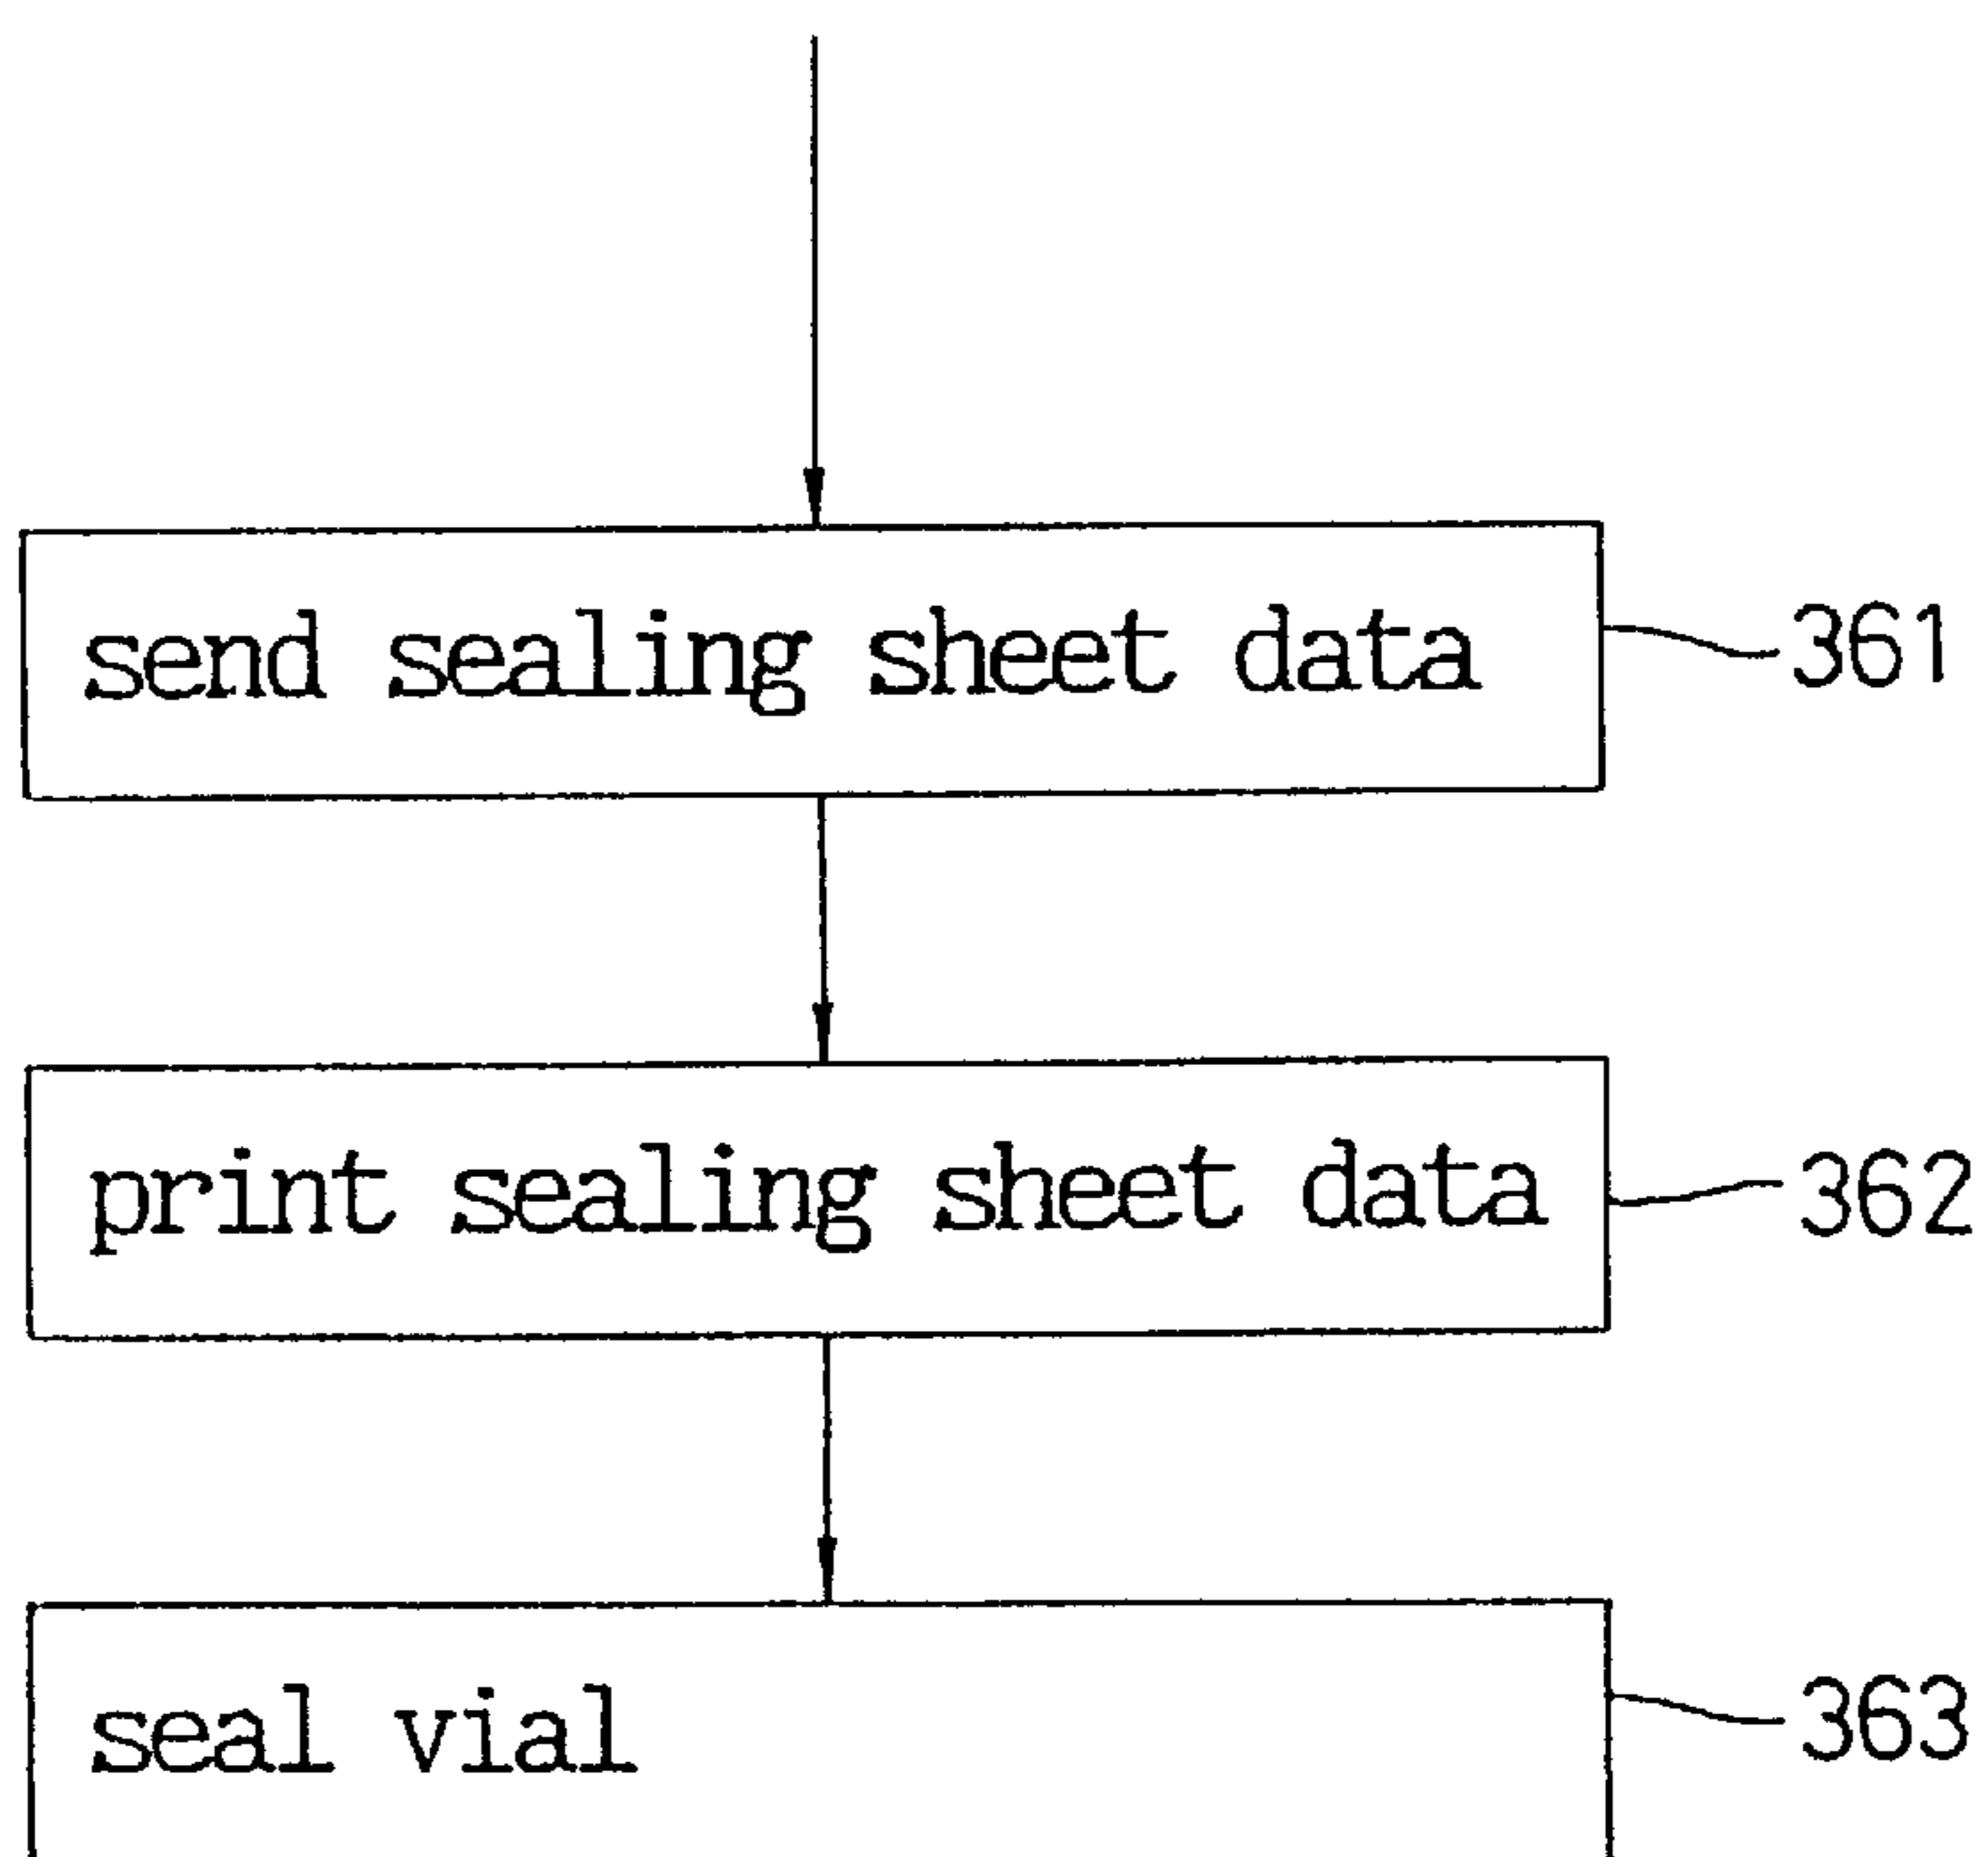 send sealing sheet data 361
print sealing sheet data 362
seal vial 363